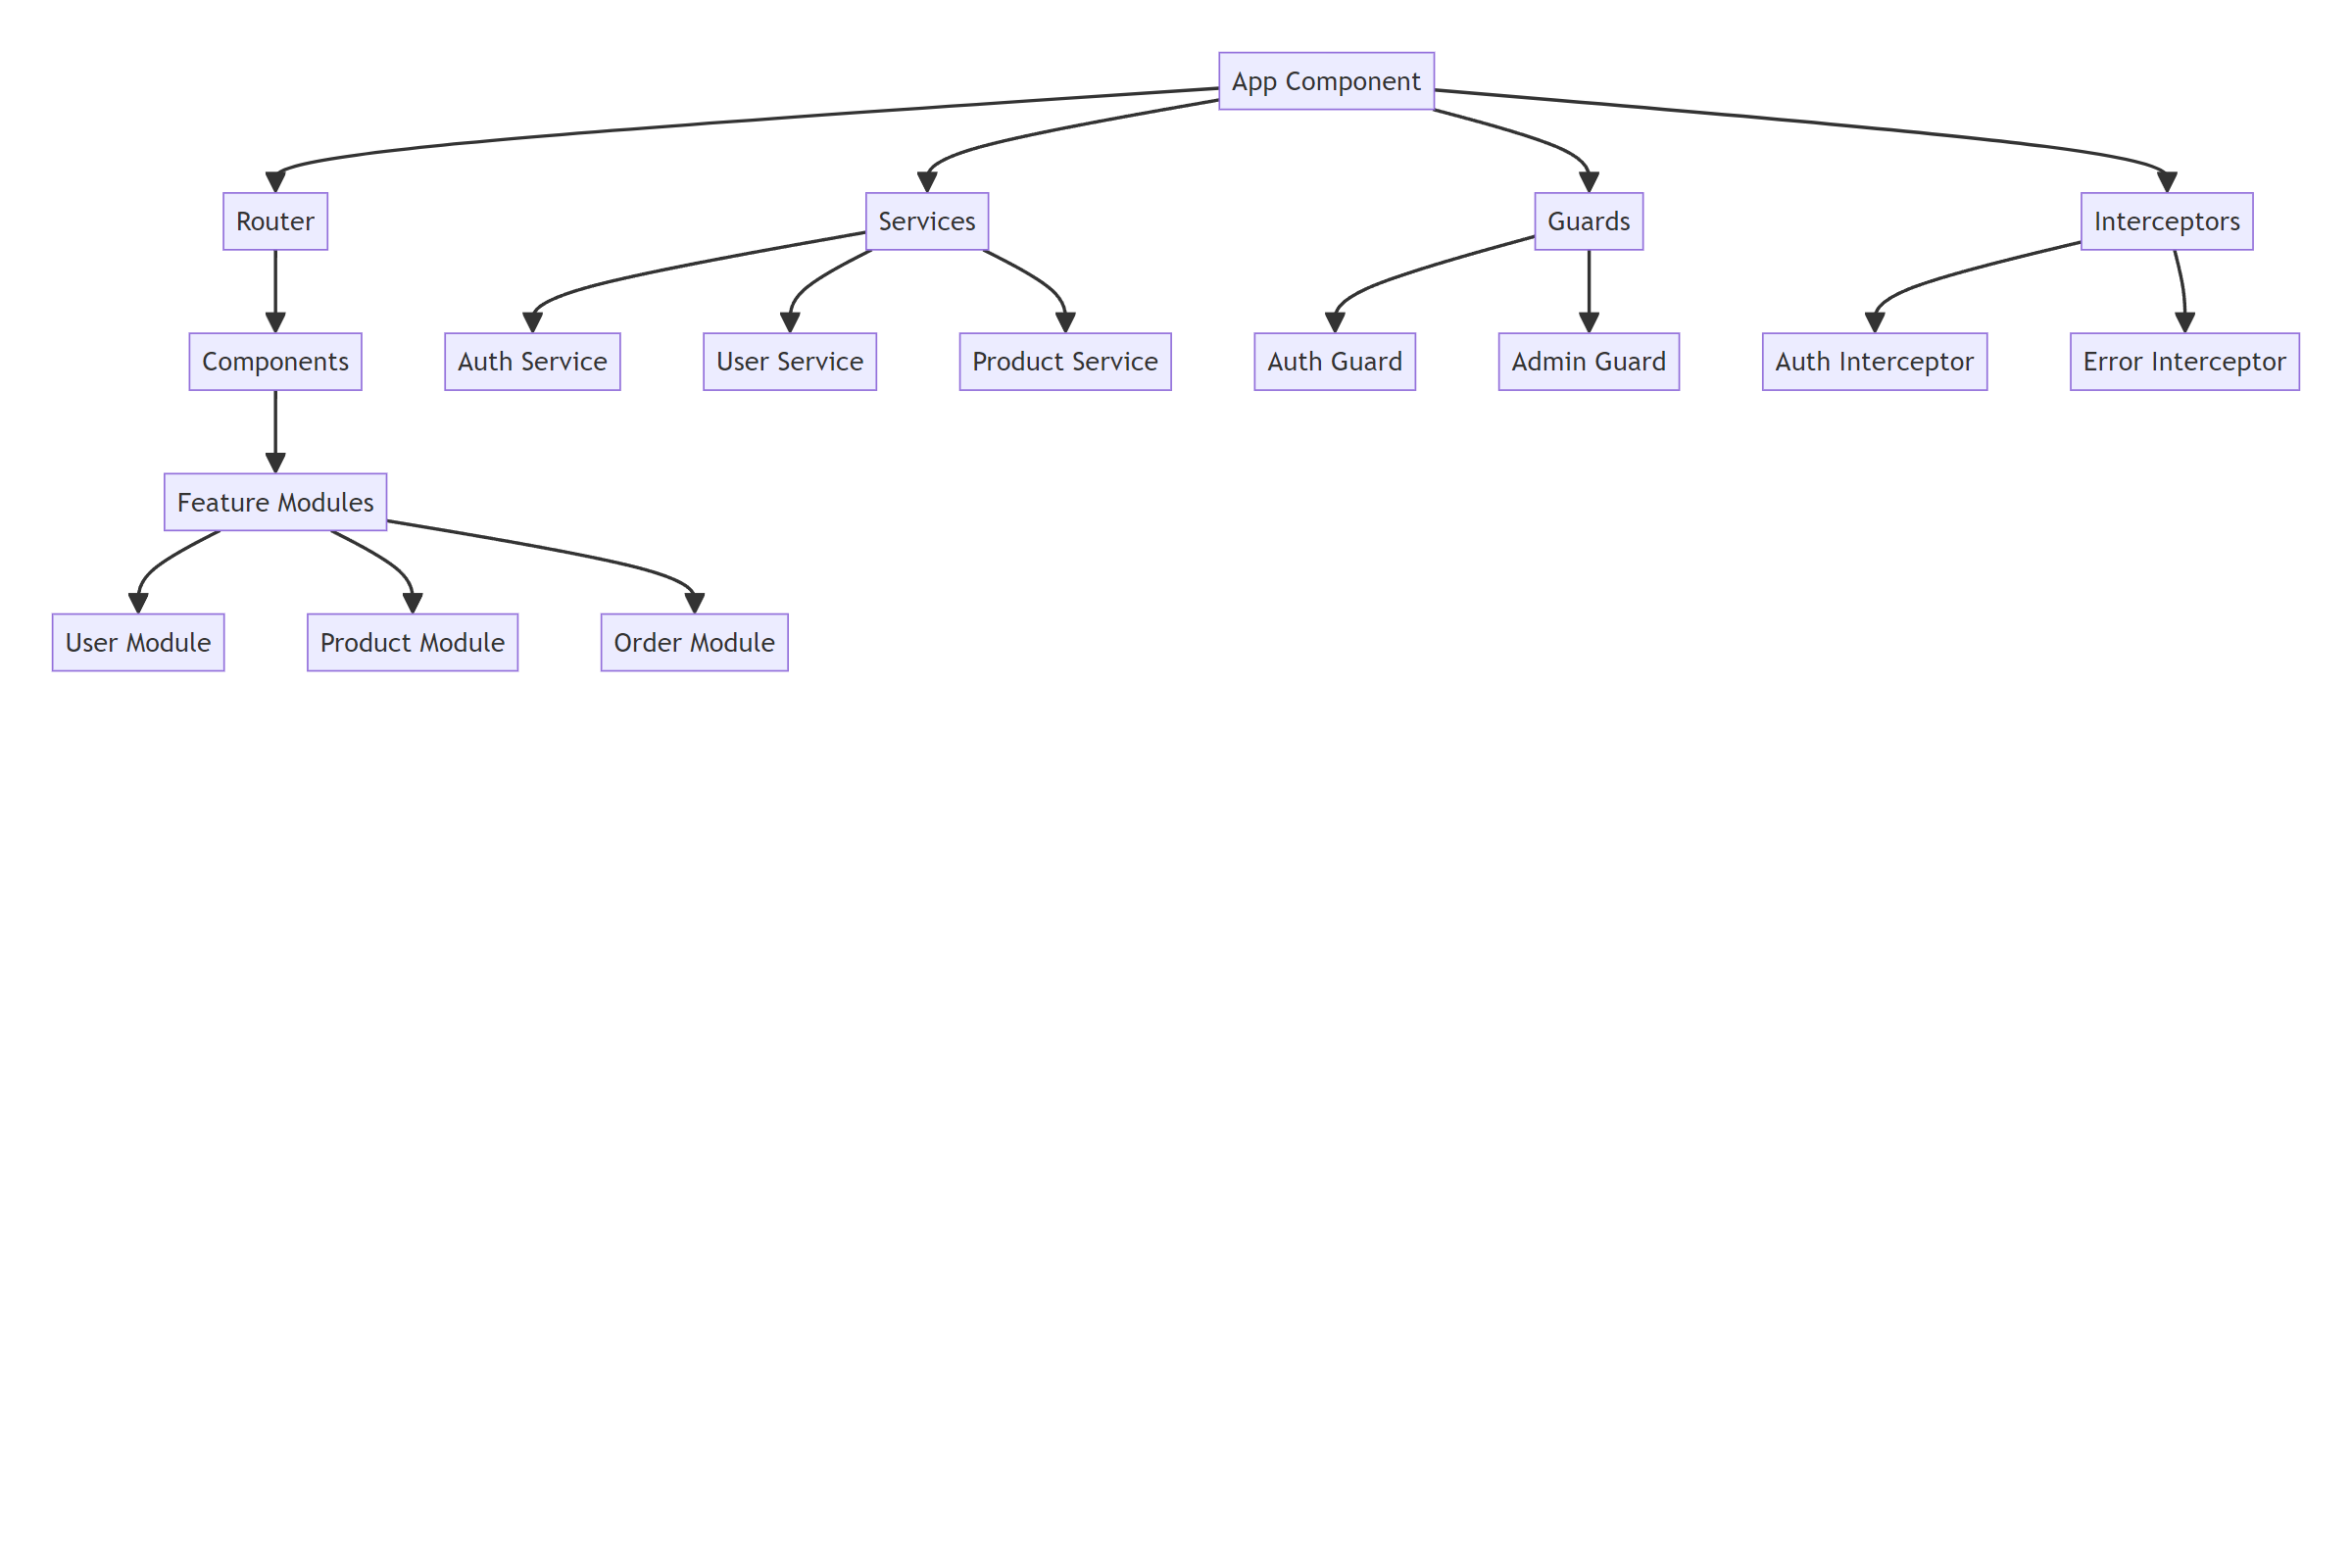 App Component
Router
Services
Guards
Interceptors
Components
Auth Service
User Service
Product Service
Auth Guard
Admin Guard
Auth Interceptor
Error Interceptor
Feature Modules
User Module
Product Module
Order Module